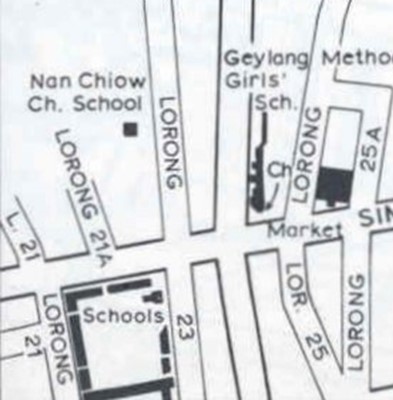 Geylang Metho
Girls'
Sch.
Nan Chiow
Ch. School
LORONG
LORONG
25A
Ch
LORONG 21A
L. 21
Market SIN
Schools
LORONG
21
23
LOR. 25
LORONG